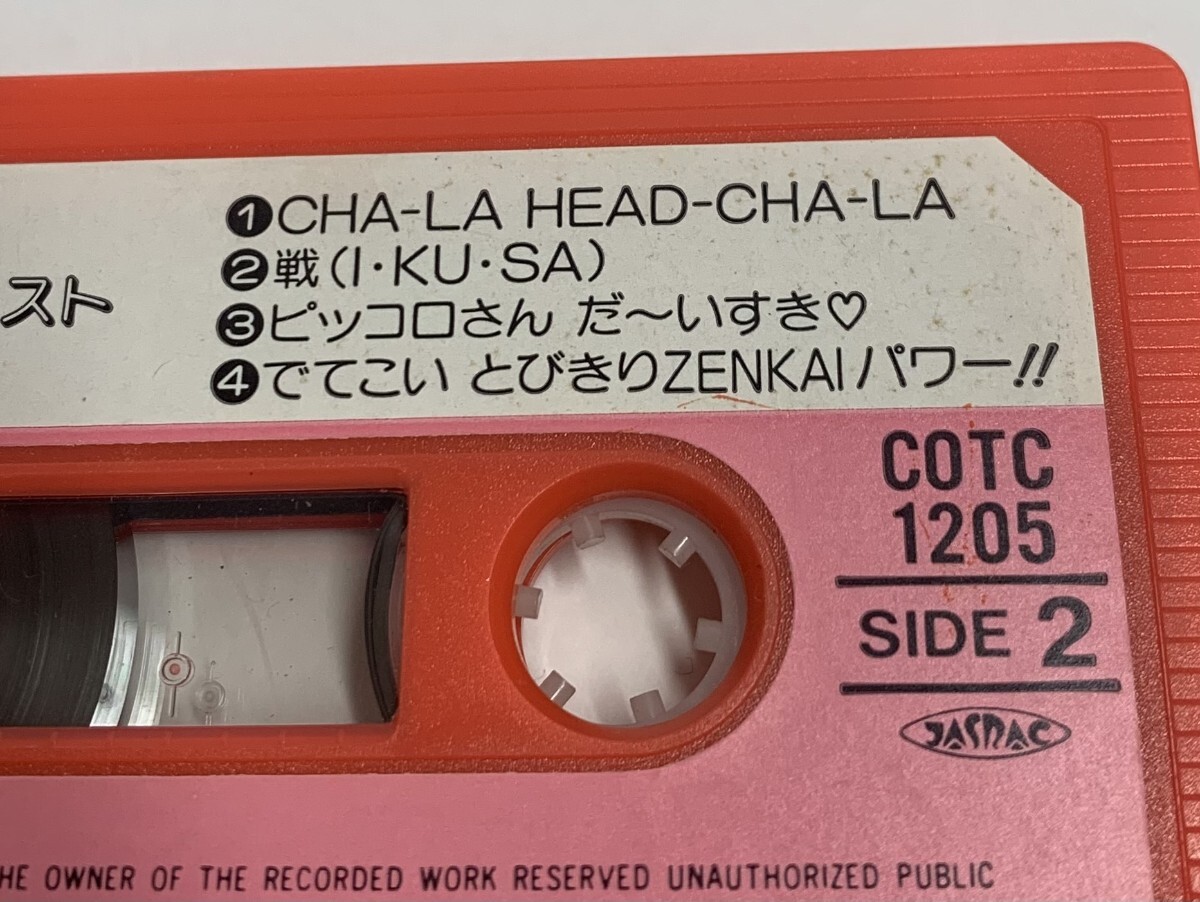 スト
❶CHA-LA HEAD-CHA-LA
❷戦(I・KU・SA)
❸ピッコロさん だ〜いすき♡
❹でてこい とびきりZENKAIパワー!!
COTC
1205
SIDE 2
JASRAC
HE OWNER OF THE RECORDED WORK RESERVED UNAUTHORIZED PUBLIC